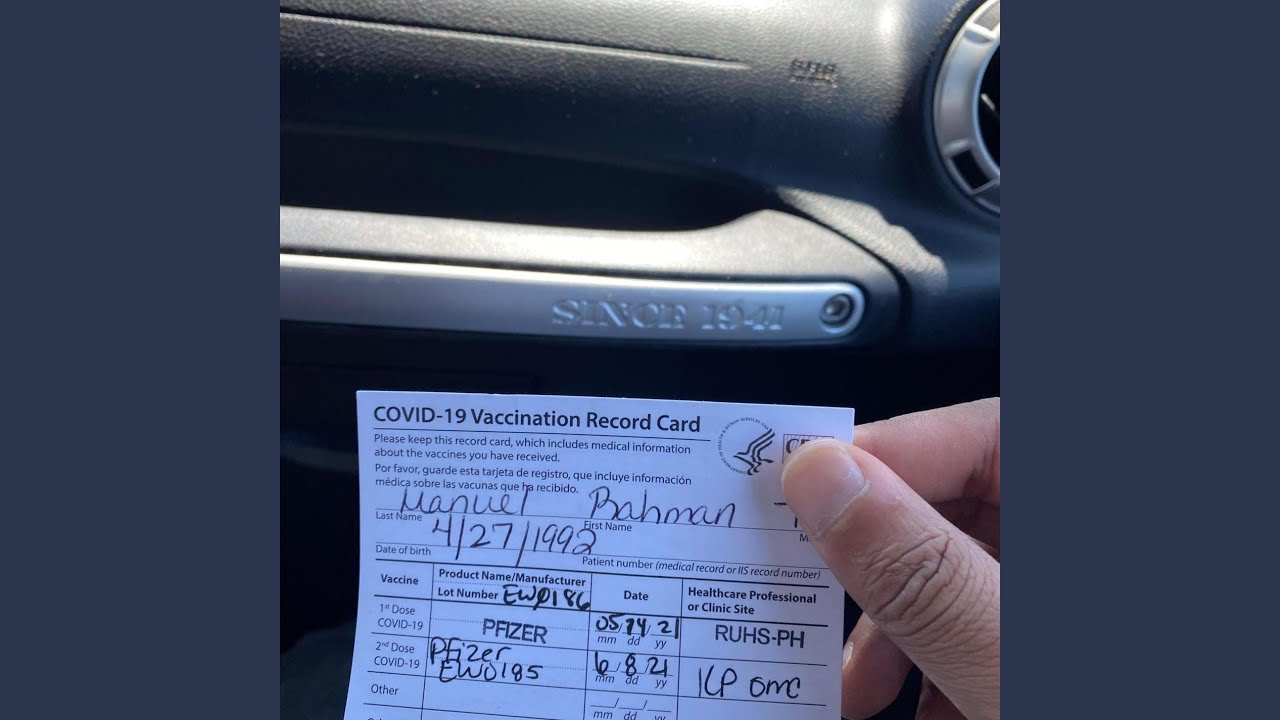 SINCE 1941
COVID-19 Vaccination Record Card
Please keep this record card, which includes medical information
about the vaccines you have received.
Por favor, guarde esta tarjeta de registro, que incluye información
médica sobre las vacunas que ha recibido.
Manuel Bahman
Last Name First Name
4/27/1992
Date of birth Patient number (medical record or IIS record number)
Vaccine Product Name/Manufacturer Date Healthcare Professional
Lot Number EW0186 or Clinic Site
1st Dose
COVID-19 PFIZER 05/14/21 RUHS-PH
mm dd yy
2nd Dose Pfizer
COVID-19 EW0185 6/8/21
mm dd yy
Other
mm dd yy